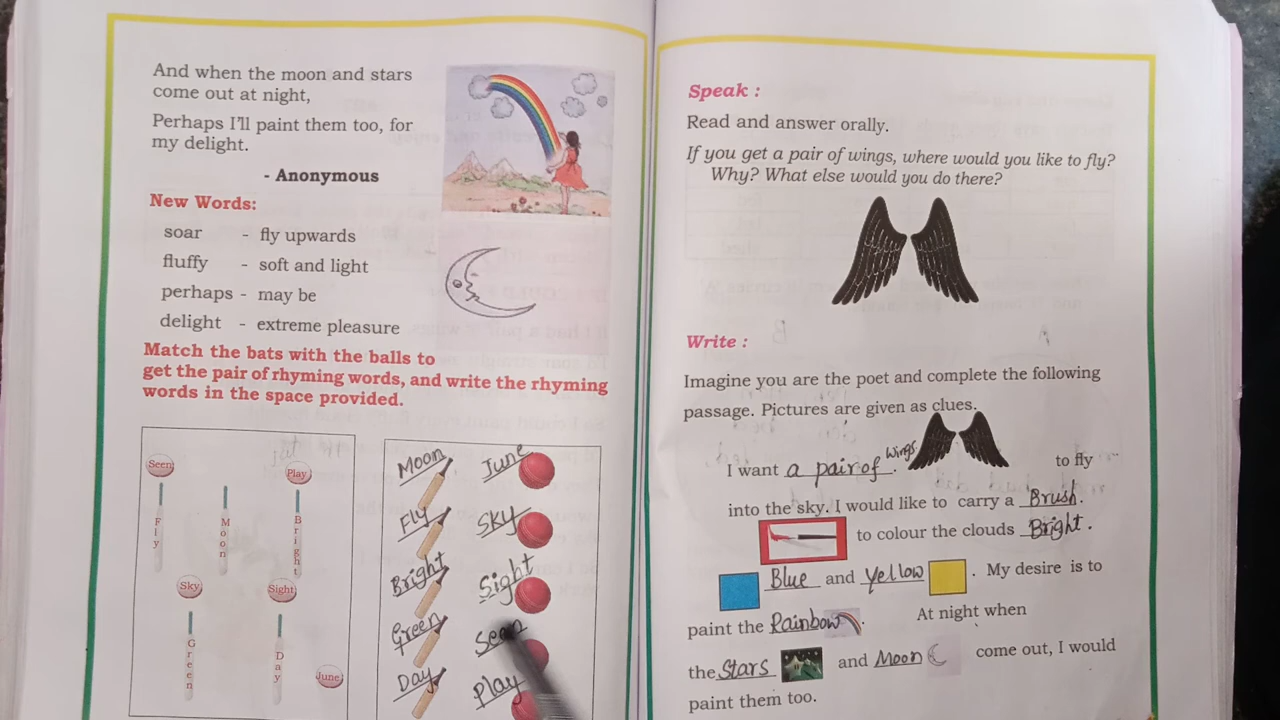 And when the moon and stars
come out at night,
Perhaps I'll paint them too, for
my delight.
- Anonymous
New Words:
soar - fly upwards
fluffy - soft and light
perhaps - may be
delight - extreme pleasure
Match the bats with the balls to
get the pair of rhyming words, and write the rhyming
words in the space provided.
Seen
Play
Fly
Moon
Bright
Sky
Sight
Green
Day
June
Moon June
Fly SKY
Bright Sight
Green Seen
Day Play
Speak :
Read and answer orally.
If you get a pair of wings, where would you like to fly?
Why? What else would you do there?
Write :
Imagine you are the poet and complete the following
passage. Pictures are given as clues.
I want a pair of wings. to fly
into the sky. I would like to carry a Brush.
to colour the clouds Bright.
Blue and yellow . My desire is to
paint the Rainbow. At night when
the Stars and Moon come out, I would
paint them too.